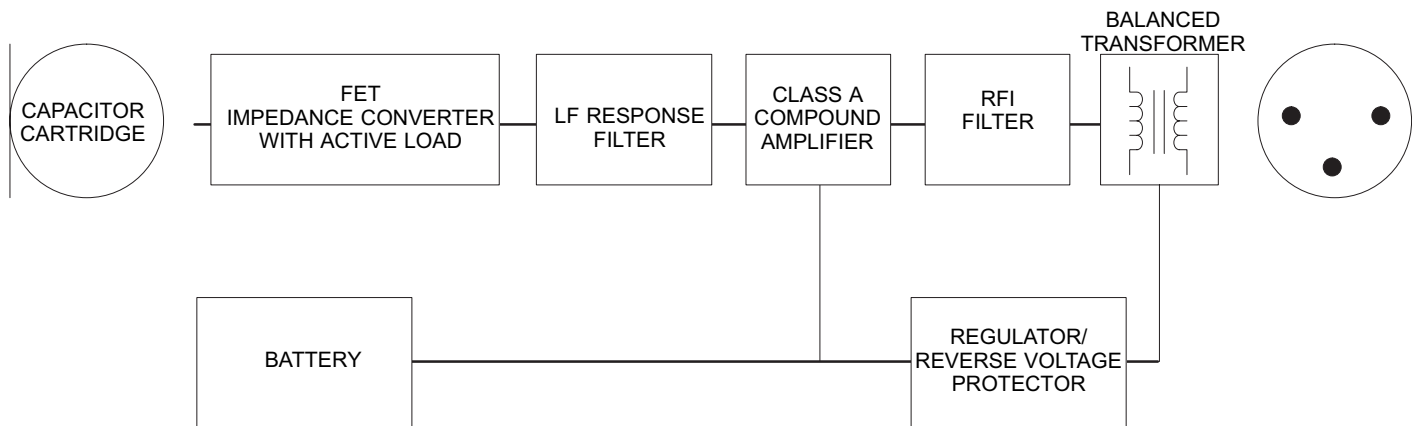 BALANCED
TRANSFORMER
CAPACITOR
CARTRIDGE
FET
IMPEDANCE CONVERTER
WITH ACTIVE LOAD
LF RESPONSE
FILTER
CLASS A
COMPOUND
AMPLIFIER
RFI
FILTER
BATTERY
REGULATOR/
REVERSE VOLTAGE
PROTECTOR